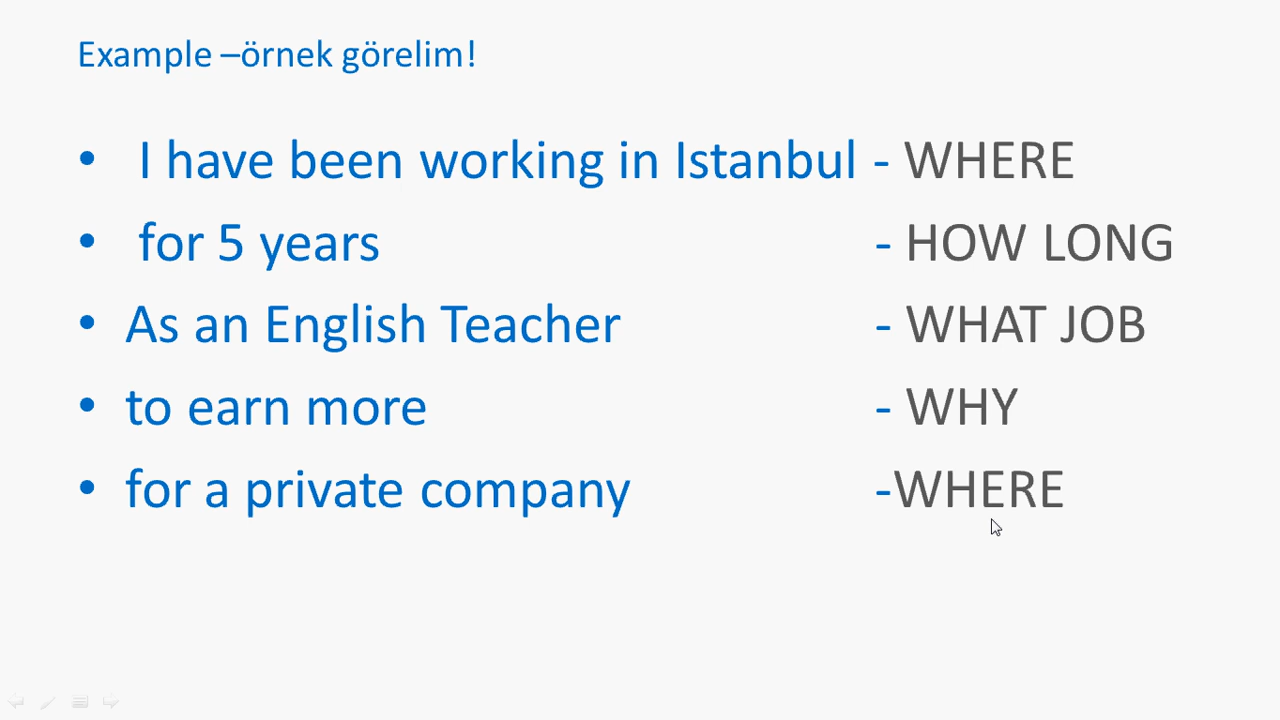 Example –örnek görelim!
• I have been working in Istanbul - WHERE
• for 5 years - HOW LONG
• As an English Teacher - WHAT JOB
• to earn more - WHY
• for a private company -WHERE